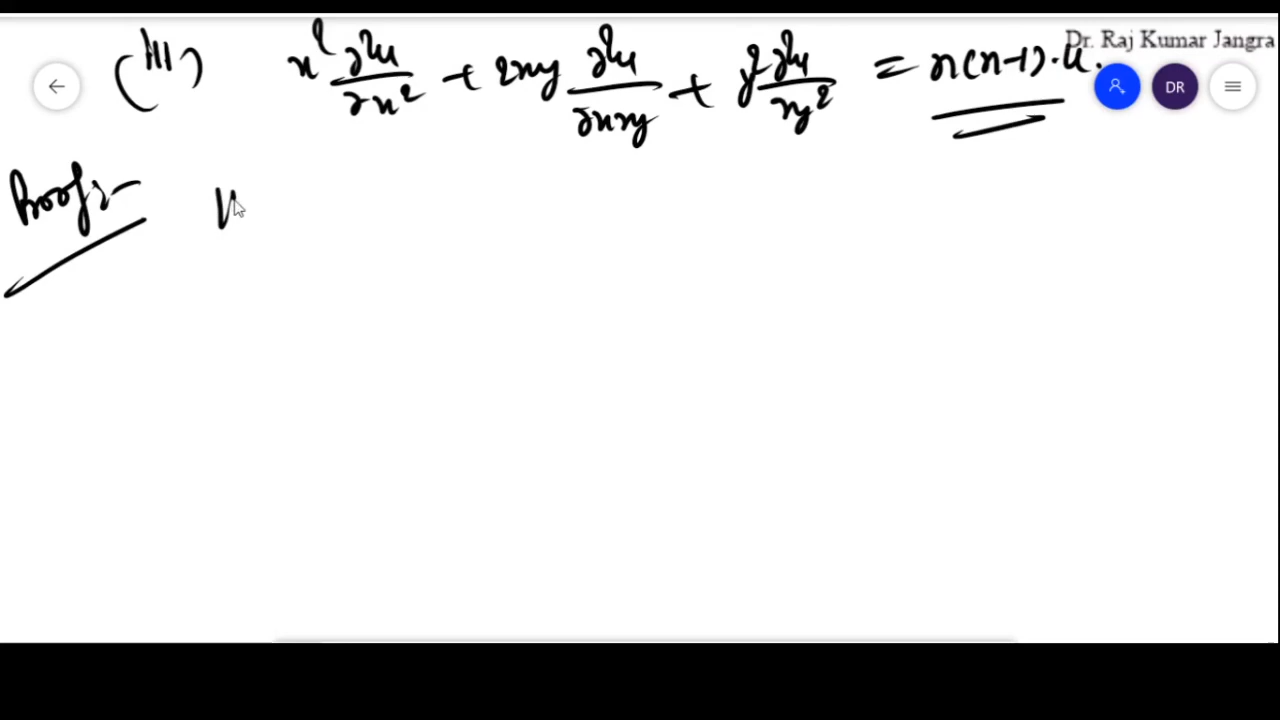 Dr. Raj Kumar Jangra
(III) x² ∂²u/∂x² + 2xy ∂²u/∂x∂y + y² ∂²u/∂y² = n(n-1).u.
DR
Proof:-